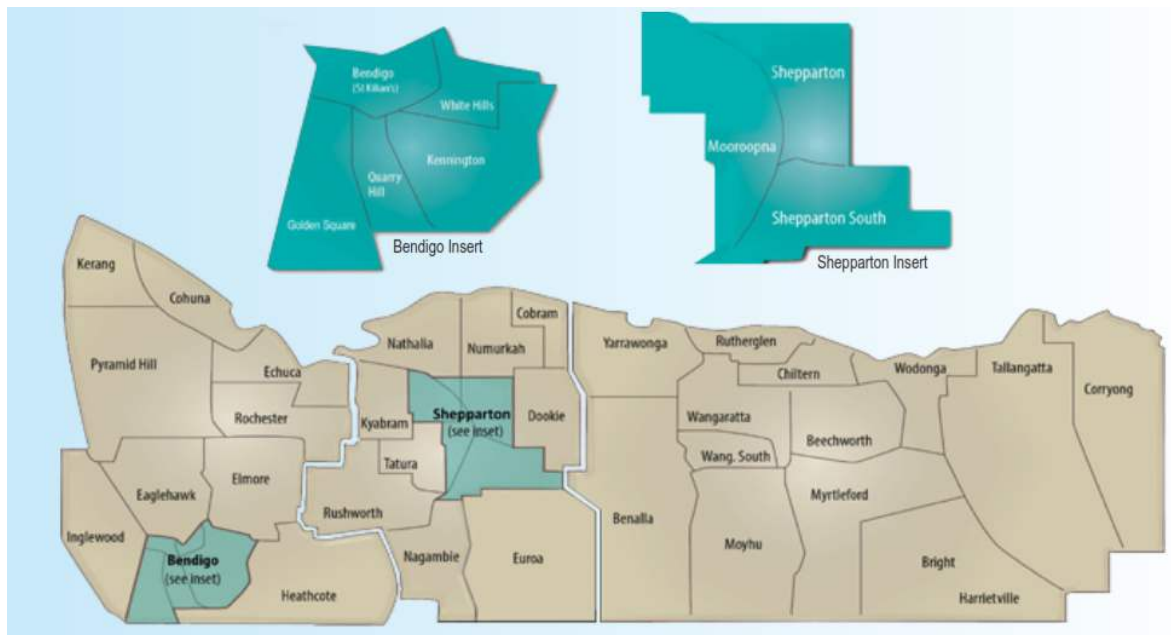 Bendigo
(St Kilian's)
White Hills
Kennington
Quarry
Hill
Golden Square
Bendigo Insert
Shepparton
Mooroopna
Shepparton South
Shepparton Insert
Kerang
Cohuna
Pyramid Hill
Echuca
Rochester
Elmore
Eaglehawk
Inglewood
Bendigo
(see inset)
Heathcote
Nathalia
Numurkah
Cobram
Kyabram
Shepparton
(see inset)
Dookie
Tatura
Rushworth
Nagambie
Euroa
Yarrawonga
Rutherglen
Chiltern
Wodonga
Tallangatta
Corryong
Wangaratta
Wang. South
Beechworth
Myrtleford
Benalla
Moyhu
Bright
Harrietville